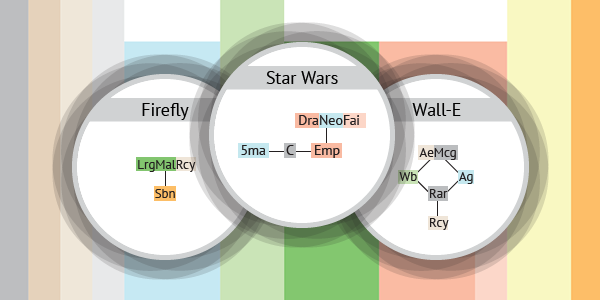 Firefly
LrgMalRcy
Sbn
Star Wars
DraNeoFai
5ma C Emp
Wall-E
AeMcg
Wb Ag
Rar
Rcy